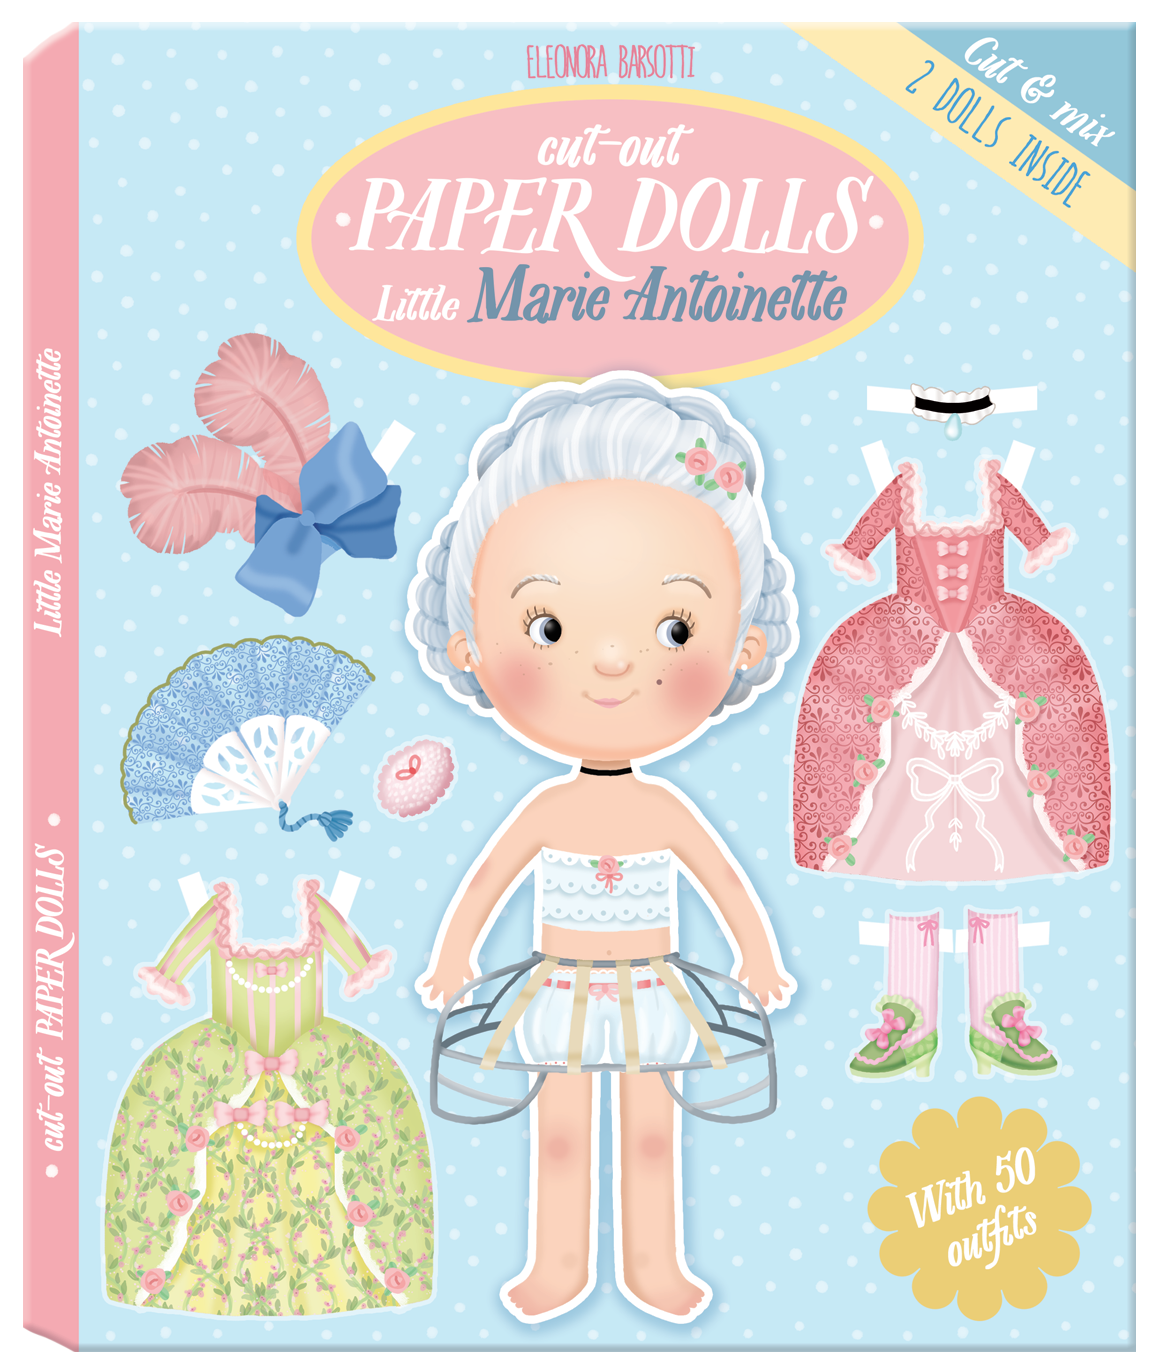 ELEONORA BARSOTTI
Cut & mix
2 DOLLS INSIDE
cut-out
PAPER DOLLS
Little Marie Antoinette
With 50
outfits
• cut-out PAPER DOLLS • Little Marie Antoinette